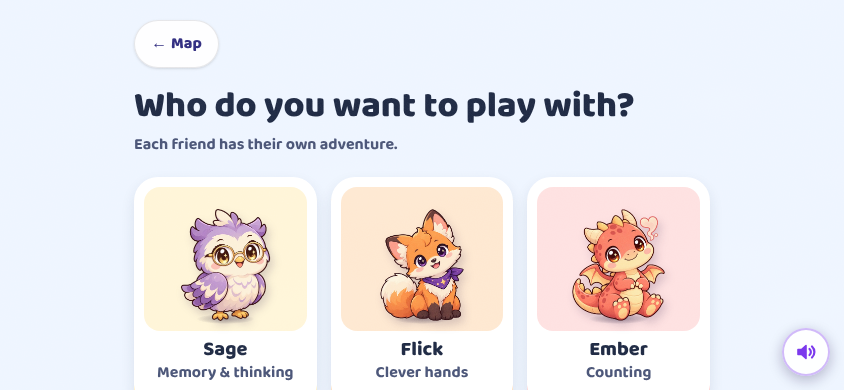 ← Map
Who do you want to play with?
Each friend has their own adventure.
Sage
Memory & thinking
Flick
Clever hands
Ember
Counting